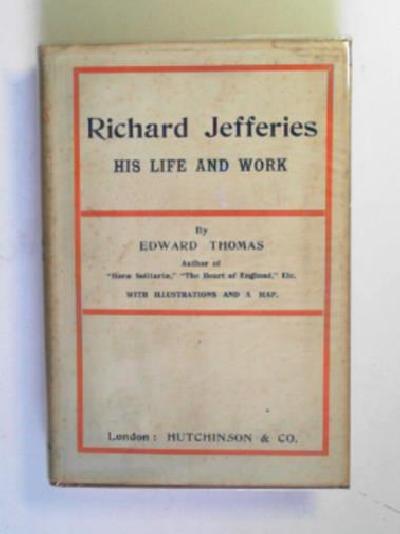 Richard Jefferies
HIS LIFE AND WORK
By
EDWARD THOMAS
Author of
"Horæ Solitariæ," "The Heart of England," Etc.
WITH ILLUSTRATIONS AND A MAP.
London: HUTCHINSON & CO.